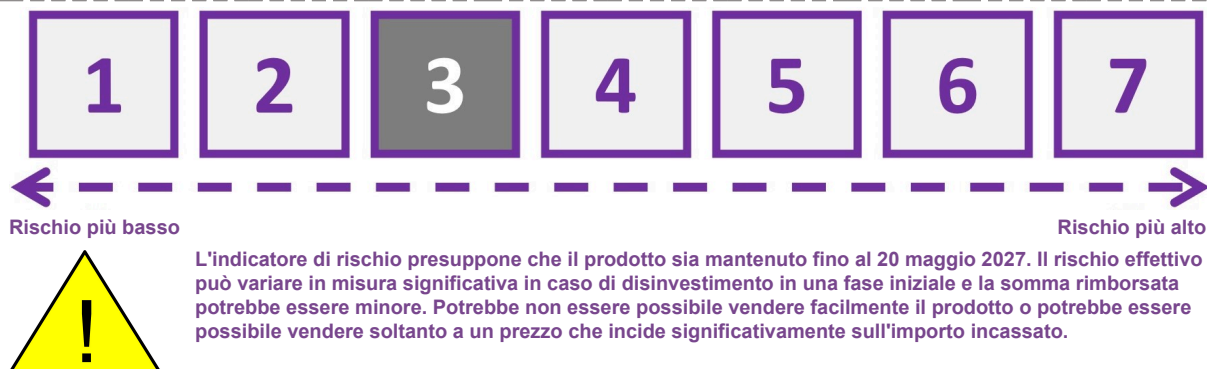 1 2 3 4 5 6 7
Rischio più basso Rischio più alto
L'indicatore di rischio presuppone che il prodotto sia mantenuto fino al 20 maggio 2027. Il rischio effettivo
può variare in misura significativa in caso di disinvestimento in una fase iniziale e la somma rimborsata
potrebbe essere minore. Potrebbe non essere possibile vendere facilmente il prodotto o potrebbe essere
possibile vendere soltanto a un prezzo che incide significativamente sull'importo incassato.
!